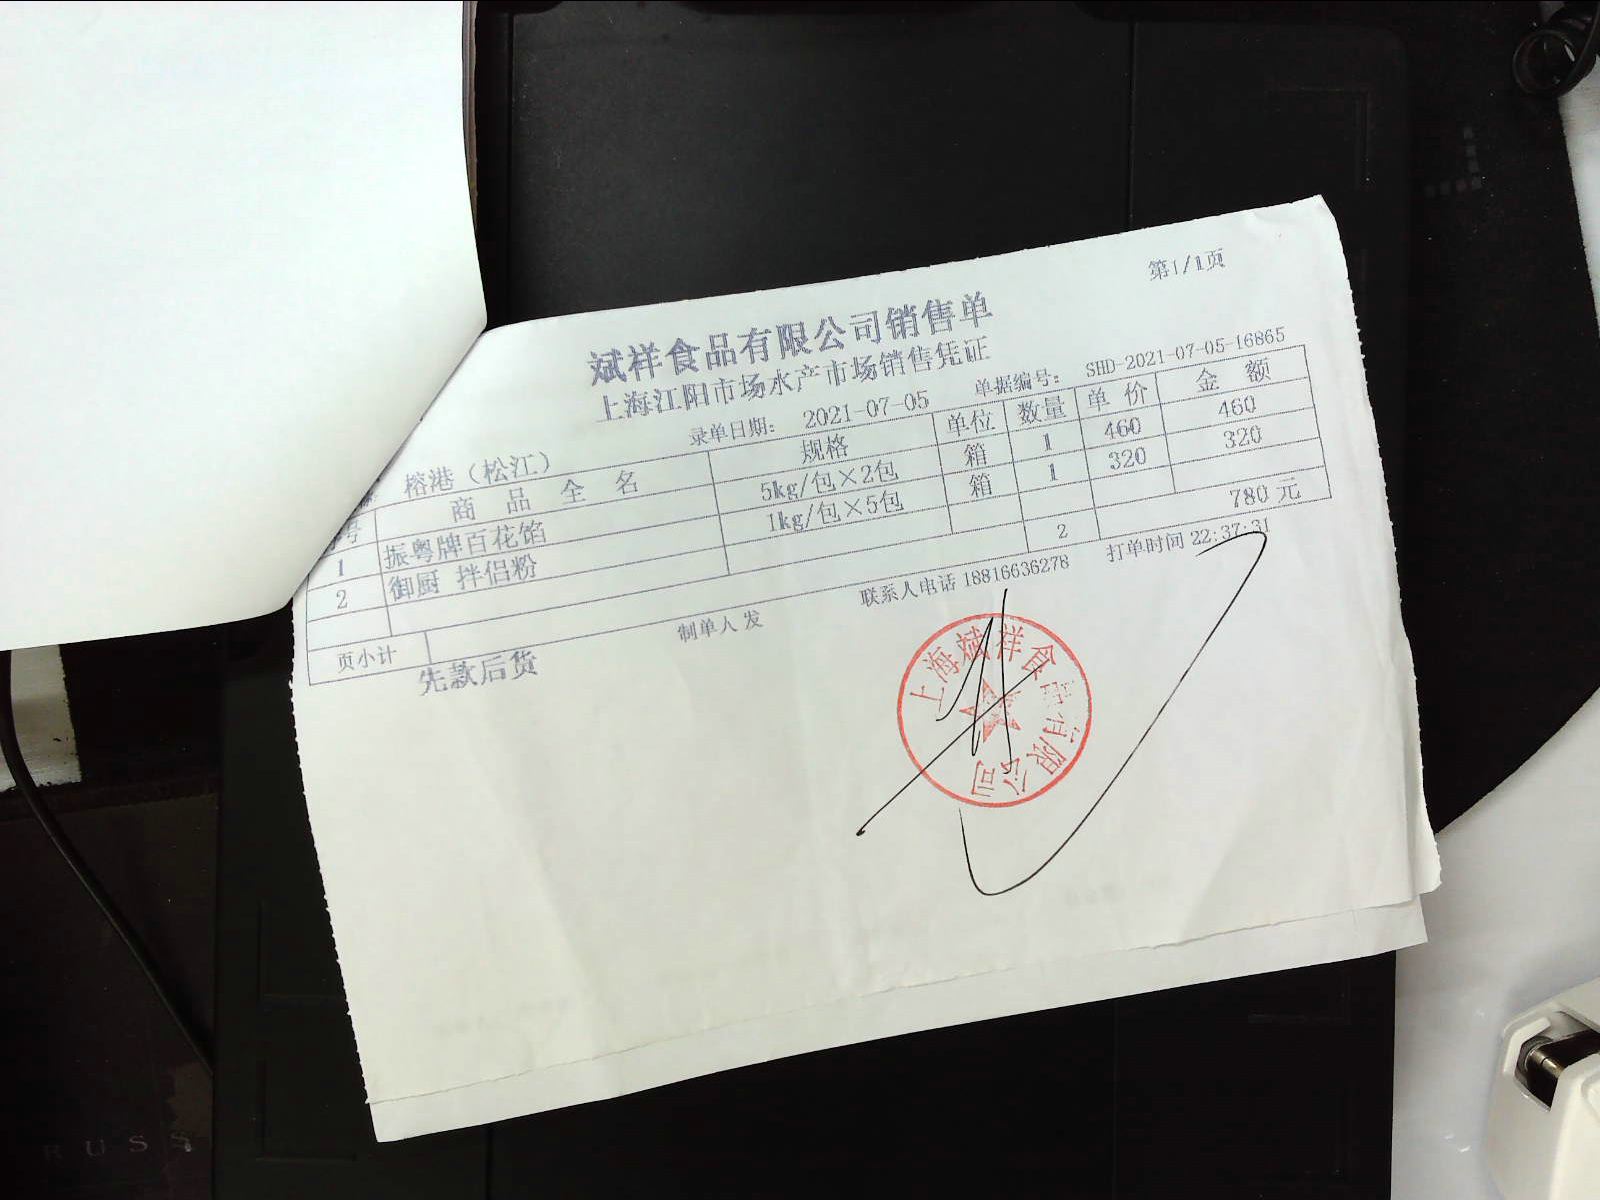 第1/1页
斌祥食品有限公司销售单
上海江阳市场水产市场销售凭证
榕港（松江） 录单日期： 2021-07-05 单据编号： SHD-2021-07-05-16865
号 商 品 全 名 规格 单位 数量 单 价 金 额
1 振粤牌百花馅 5kg/包×2包 箱 1 460 460
2 御厨 拌侣粉 1kg/包×5包 箱 1 320 320
页小计 2 780 元
先款后货 制单人 发 联系人电话 18816636278 打单时间 22:37:31
上海斌祥食品有限公司
RUSS